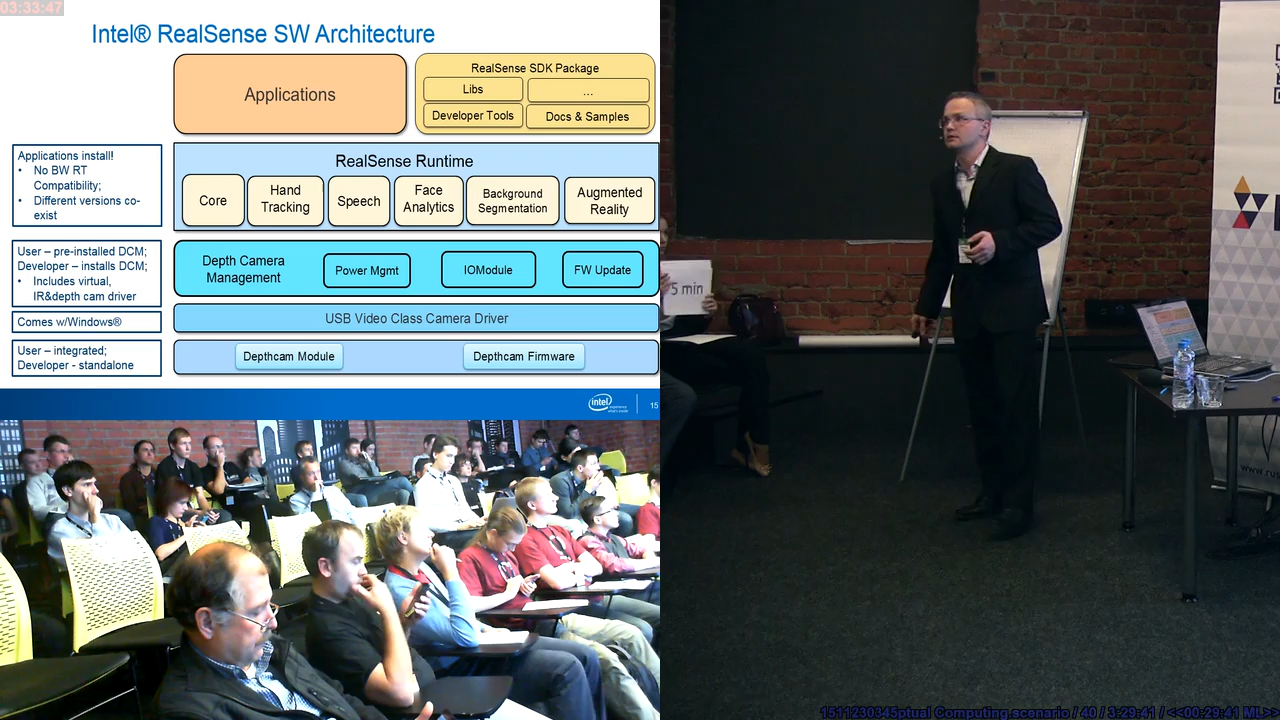 03:33:47
Intel® RealSense SW Architecture
Applications
RealSense SDK Package
Libs
...
Developer Tools
Docs & Samples
Applications install!
• No BW RT
Compatibility;
• Different versions co-
exist
RealSense Runtime
Core
Hand
Tracking
Speech
Face
Analytics
Background
Segmentation
Augmented
Reality
User – pre-installed DCM;
Developer – installs DCM;
• Includes virtual,
IR&depth cam driver
Depth Camera
Management
Power Mgmt
IOModule
FW Update
Comes w/Windows®
USB Video Class Camera Driver
User – integrated;
Developer - standalone
Depthcam Module
Depthcam Firmware
intel
15
5 min
www.ru
1511230345ptual Computing scenario / 40 / 3:29:41 / <<00:29:41 ML>>